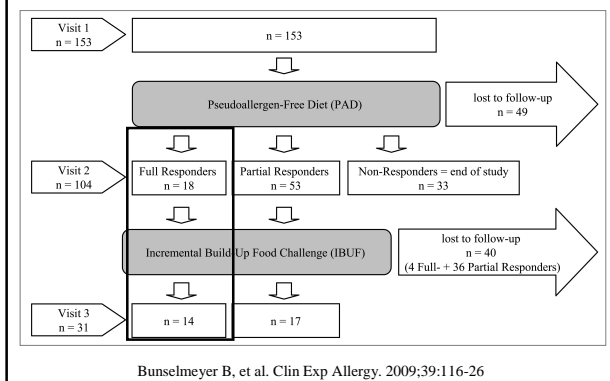 Visit 1
n = 153
n = 153
Pseudoallergen-Free Diet (PAD)
lost to follow-up
n = 49
Visit 2
n = 104
Full Responders
n = 18
Partial Responders
n = 53
Non-Responders = end of study
n = 33
Incremental Build-Up Food Challenge (IBUF)
lost to follow-up
n = 40
(4 Full- + 36 Partial Responders)
Visit 3
n = 31
n = 14
n = 17
Bunselmeyer B, et al. Clin Exp Allergy. 2009;39:116-26